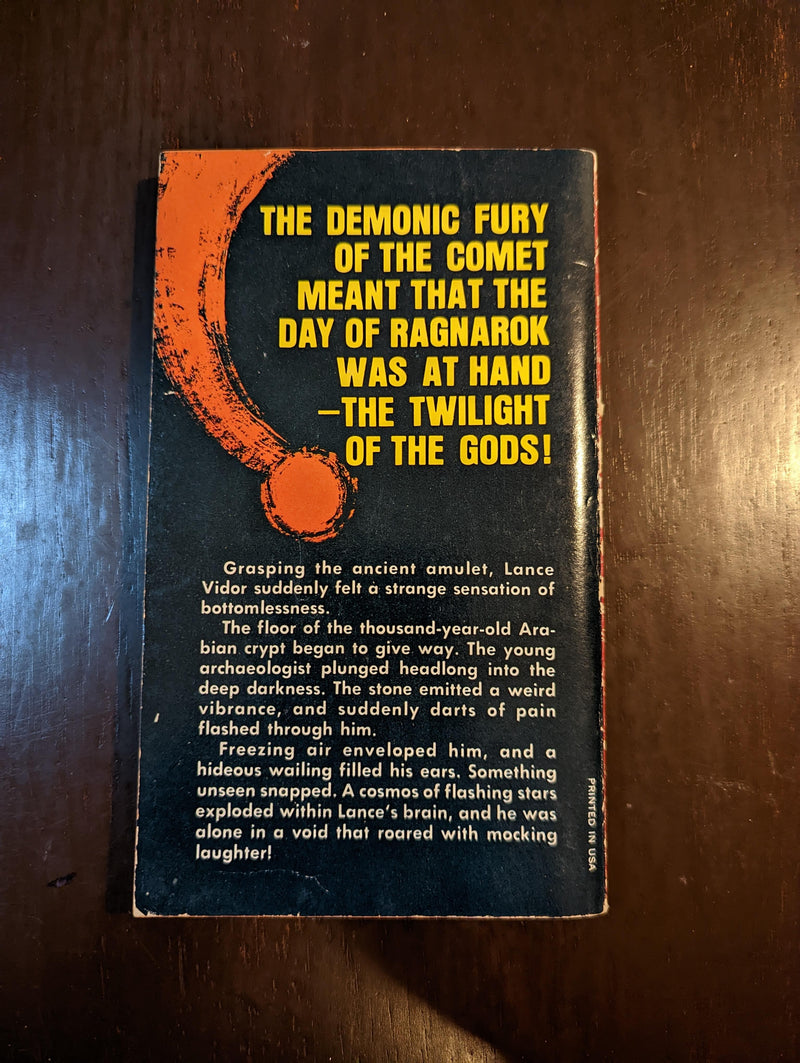 THE DEMONIC FURY
OF THE COMET
MEANT THAT THE
DAY OF RAGNAROK
WAS AT HAND
—THE TWILIGHT
OF THE GODS!
Grasping the ancient amulet, Lance
Vidor suddenly felt a strange sensation of
bottomlessness.
The floor of the thousand-year-old Ara-
bian crypt began to give way. The young
archaeologist plunged headlong into the
deep darkness. The stone emitted a weird
vibrance, and suddenly darts of pain
flashed through him.
Freezing air enveloped him, and a
hideous wailing filled his ears. Something
unseen snapped. A cosmos of flashing stars
exploded within Lance's brain, and he was
alone in a void that roared with mocking
laughter!
PRINTED IN USA